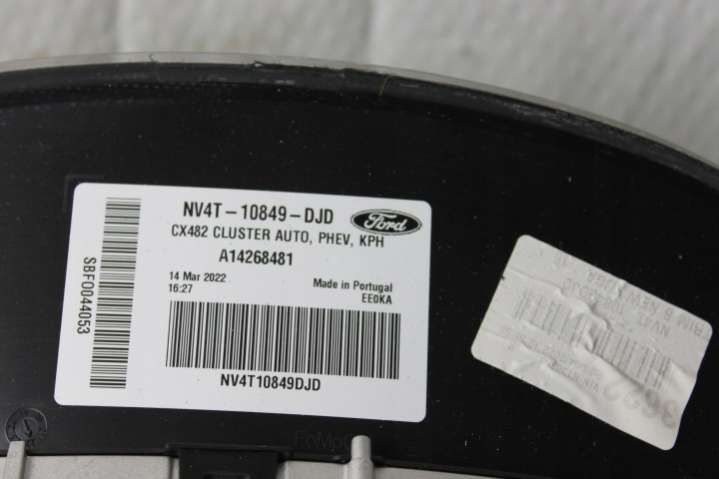 NV4T-10849-DJD
Ford
CX482 CLUSTER AUTO, PHEV, KPH
A14268481
14 Mar 2022
16:27
Made in Portugal
EE0KA
NV4T10849DJD
SBF0044053
FoMoCo